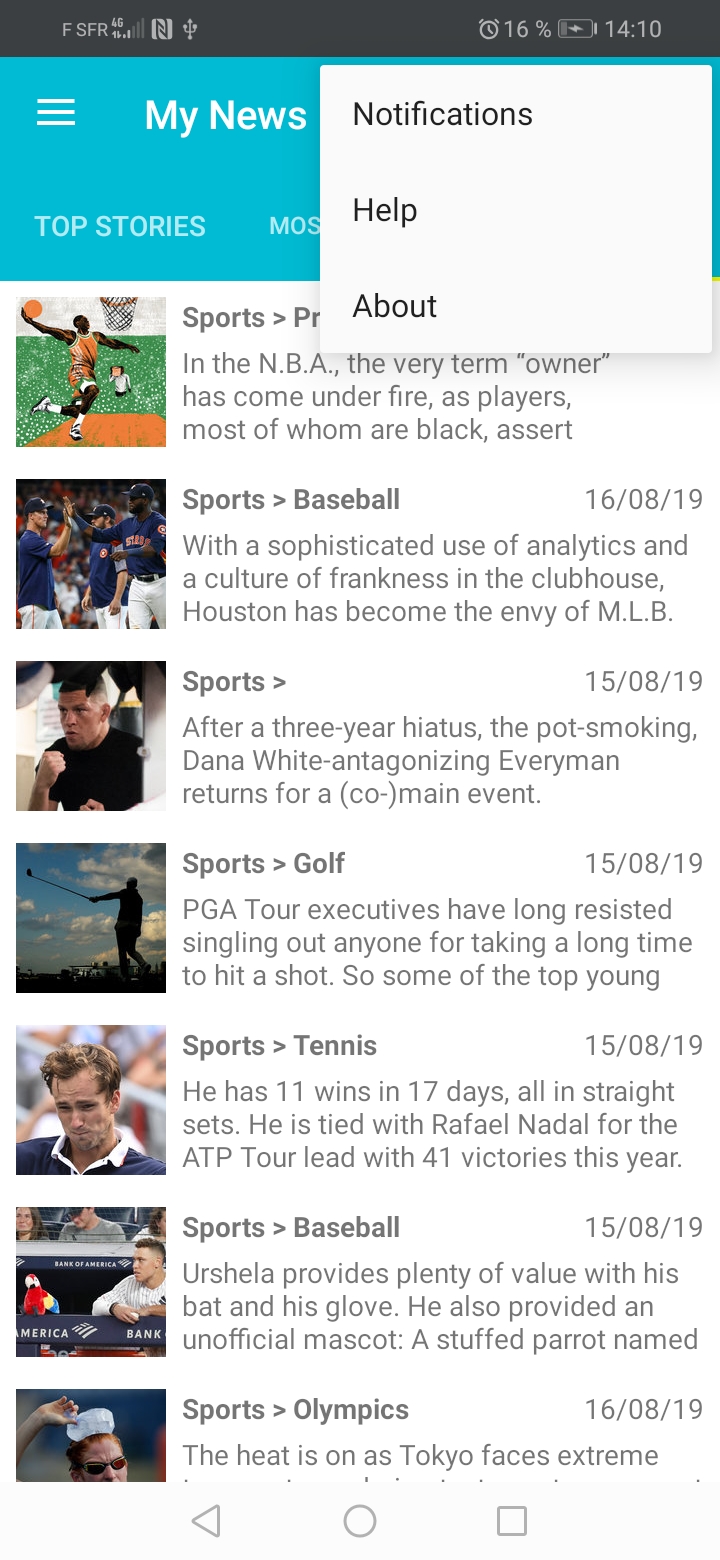 F SFR 4G 16 % 14:10
My News
Notifications
Help
About
TOP STORIES MOS
Sports > Pr
In the N.B.A., the very term “owner”
has come under fire, as players,
most of whom are black, assert
Sports > Baseball 16/08/19
With a sophisticated use of analytics and
a culture of frankness in the clubhouse,
Houston has become the envy of M.L.B.
Sports > 15/08/19
After a three-year hiatus, the pot-smoking,
Dana White-antagonizing Everyman
returns for a (co-)main event.
Sports > Golf 15/08/19
PGA Tour executives have long resisted
singling out anyone for taking a long time
to hit a shot. So some of the top young
Sports > Tennis 15/08/19
He has 11 wins in 17 days, all in straight
sets. He is tied with Rafael Nadal for the
ATP Tour lead with 41 victories this year.
Sports > Baseball 15/08/19
BANK OF AMERICA
AMERICA BANK
Urshela provides plenty of value with his
bat and his glove. He also provided an
unofficial mascot: A stuffed parrot named
Sports > Olympics 16/08/19
The heat is on as Tokyo faces extreme